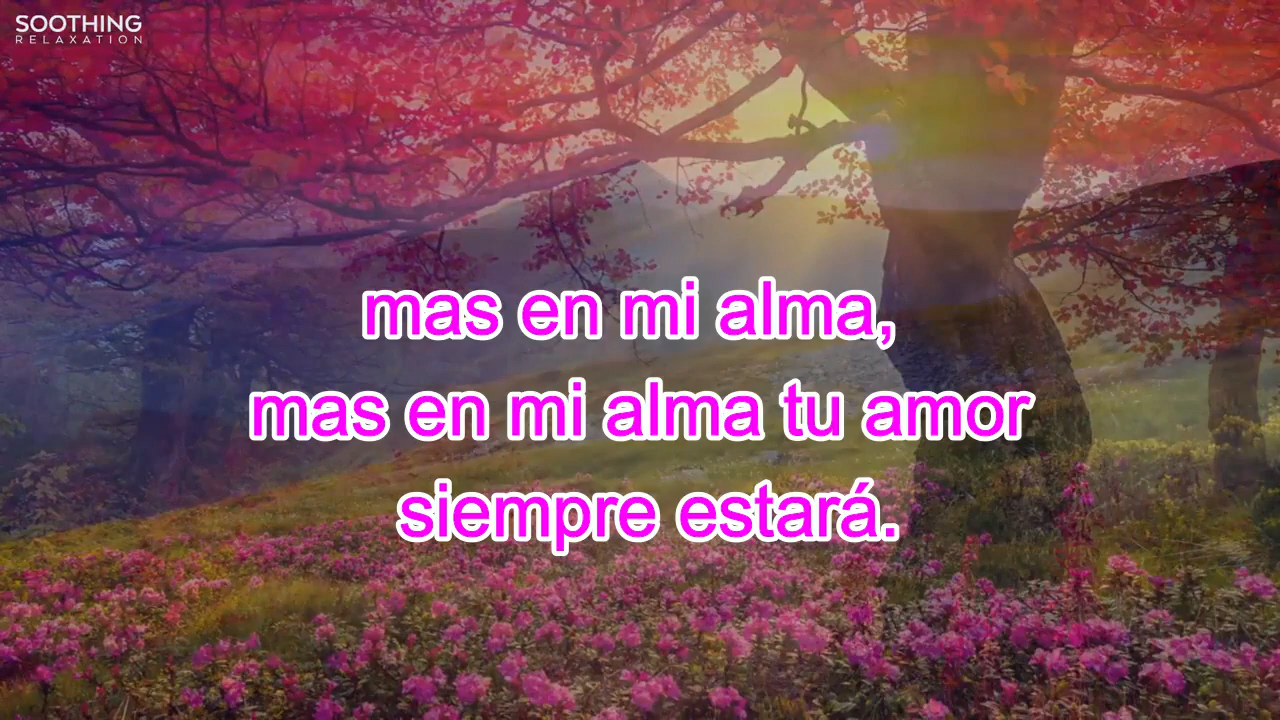 SOOTHING
RELAXATION
mas en mi alma,
mas en mi alma tu amor
siempre estará.